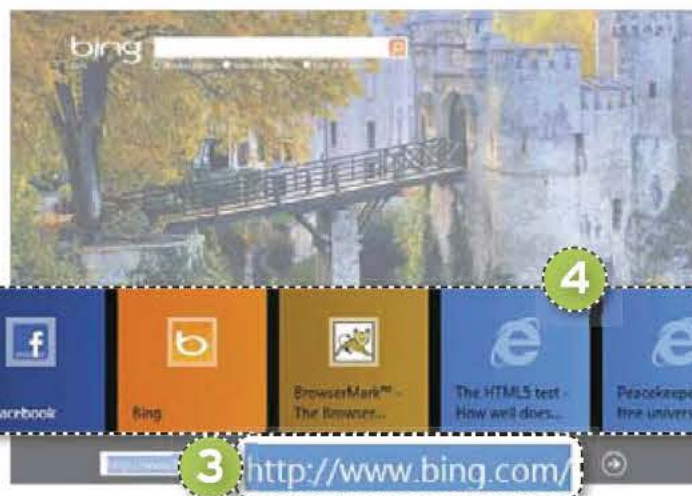 bing
4
facebook
Bing
BrowserMark™ -
The Browser...
The HTML5 test -
How well does...
Peacekeepe
free univers
3
http://www.bing.com/